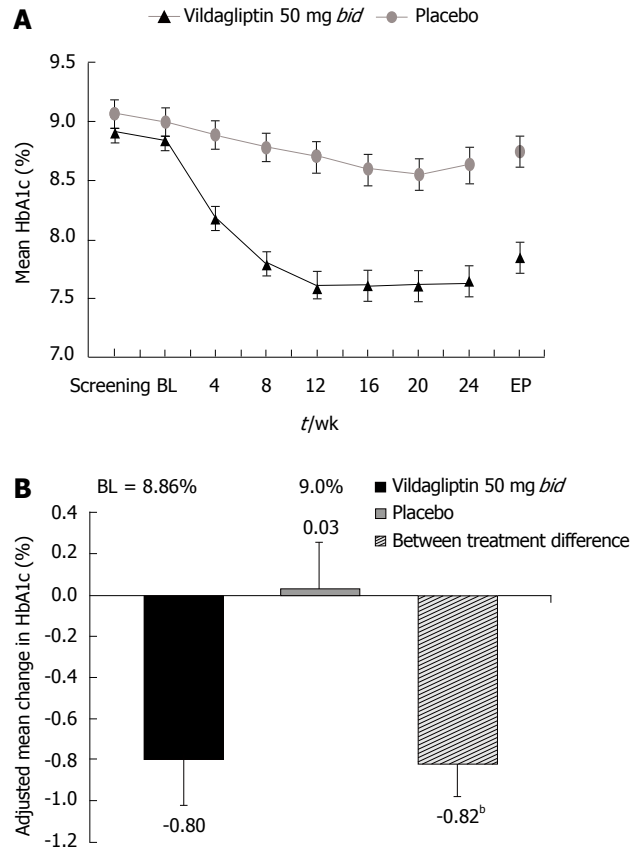 A
Vildagliptin 50 mg bid Placebo
Mean HbA1c (%)
9.5
9.0
8.5
8.0
7.5
7.0
Screening BL 4 8 12 16 20 24 EP
t/wk
B
BL = 8.86% 9.0%
Vildagliptin 50 mg bid
Placebo
Between treatment difference
Adjusted mean change in HbA1c (%)
0.4
0.2
0.0
-0.2
-0.4
-0.6
-0.8
-1.0
-1.2
0.03
-0.80
-0.82ᵇ